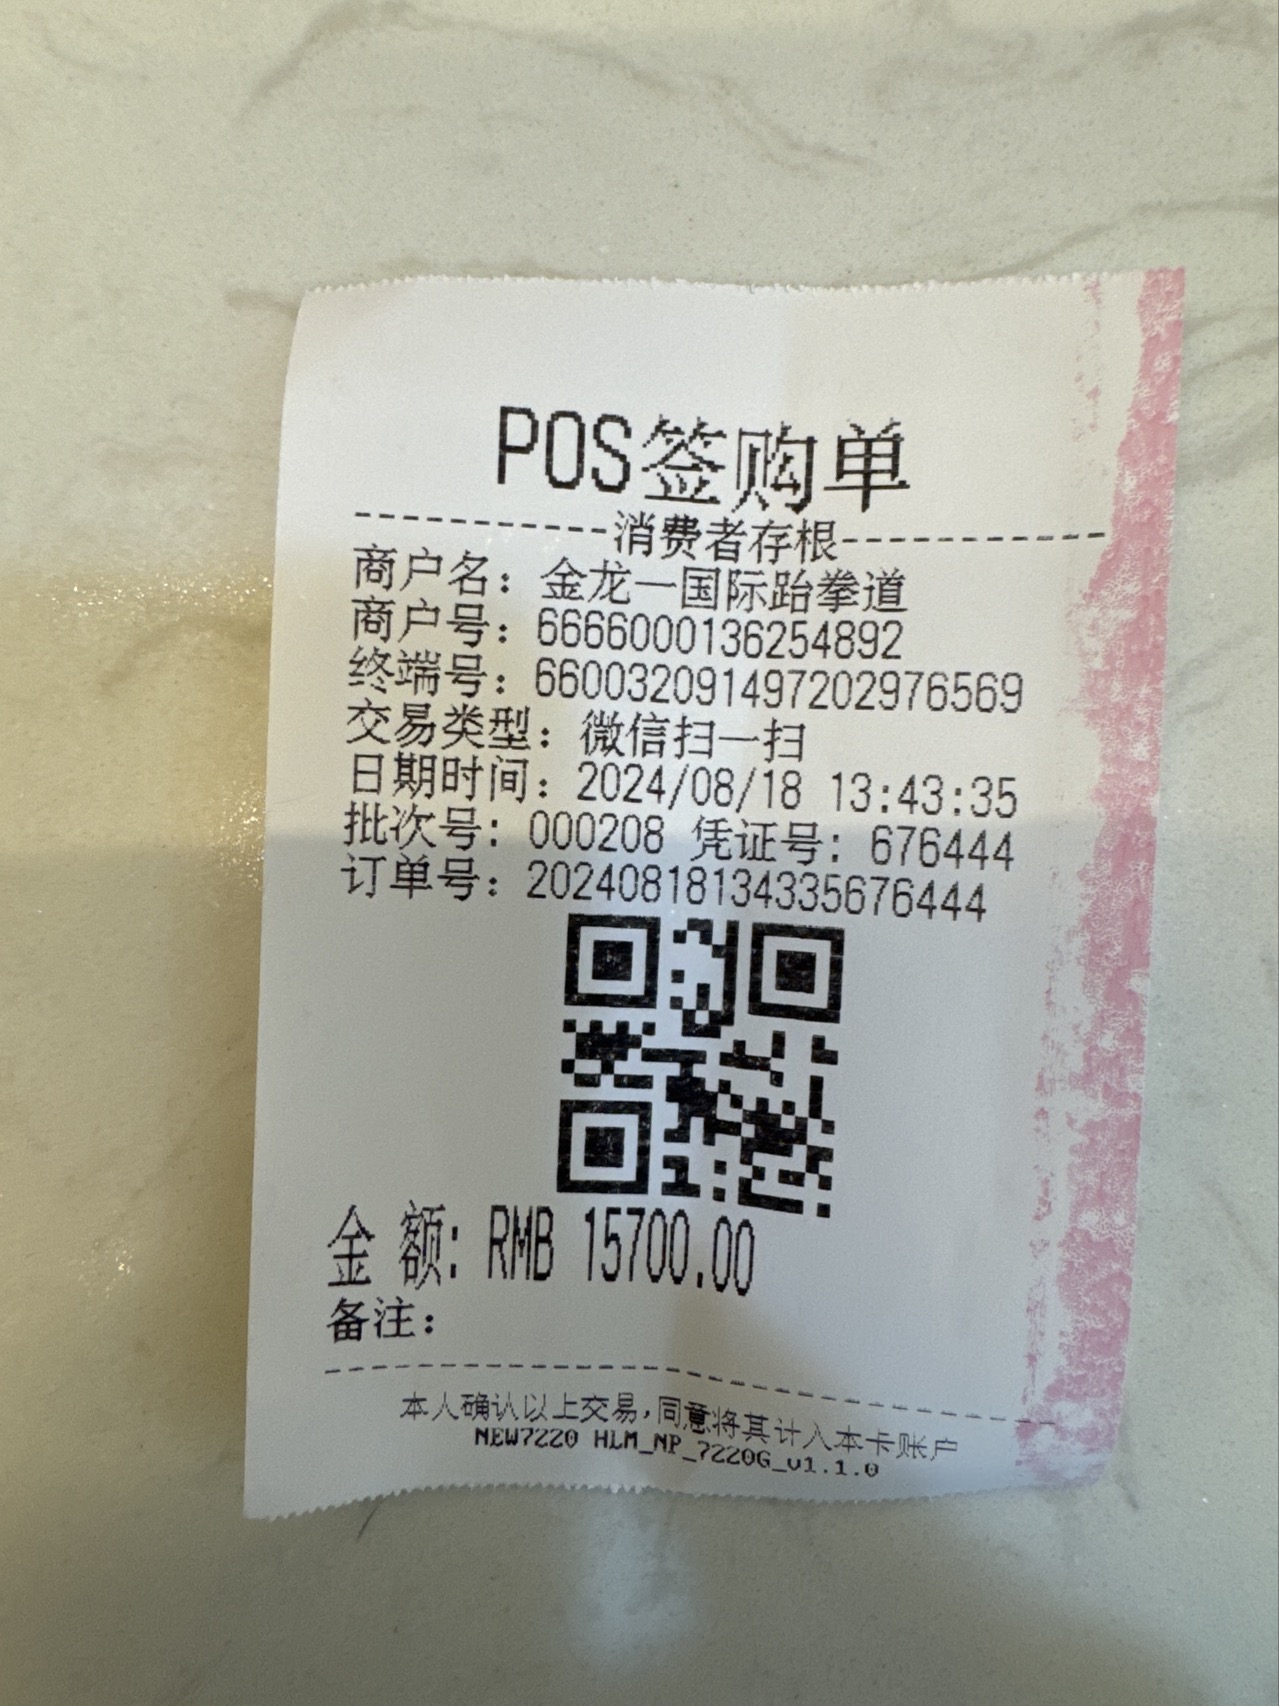 POS签购单
----------消费者存根----------
商户名：金龙一国际跆拳道
商户号：6666000136254892
终端号：660032091497202976569
交易类型：微信扫一扫
日期时间：2024/08/18 13:43:35
批次号：000208 凭证号：676444
订单号：20240818134335676444
金 额：RMB 15700.00
备注：
本人确认以上交易，同意将其计入本卡账户
NEW7220 HLM_NP_7220G_v1.1.0